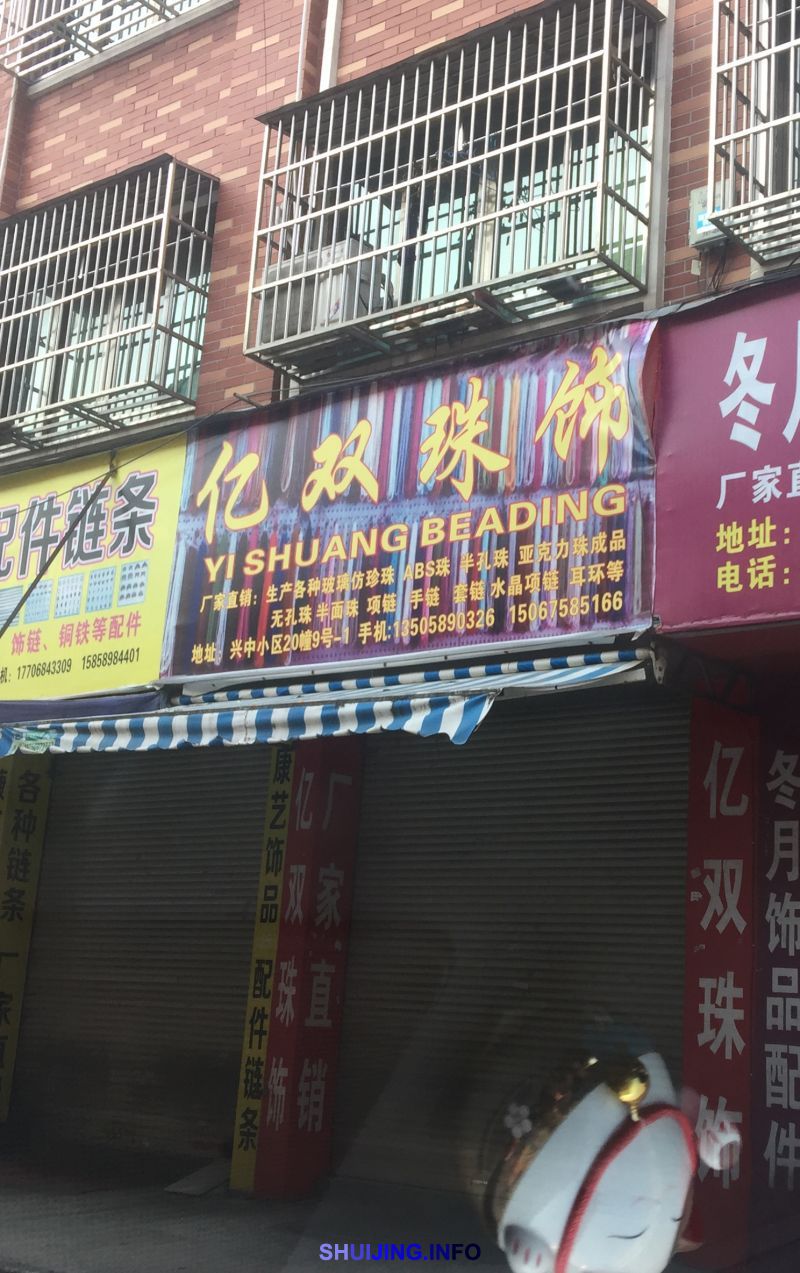 亿双珠饰
YI SHUANG BEADING
厂家直销：生产各种玻璃仿珍珠 ABS珠 半孔珠 亚克力珠成品
无孔珠 半面珠 项链 手链 套链 水晶项链 耳环等
地址：兴中小区20幢9号-1 手机:13505890326 15067585166
配件链条
饰链、铜铁等配件
机：17706843309 15858984401
冬月
厂家直
地址：
电话：
各种链条 厂家直
康艺饰品 配件链条
亿双珠饰
厂家直销
亿双珠饰
冬月饰品配件
SHUIJING.INFO